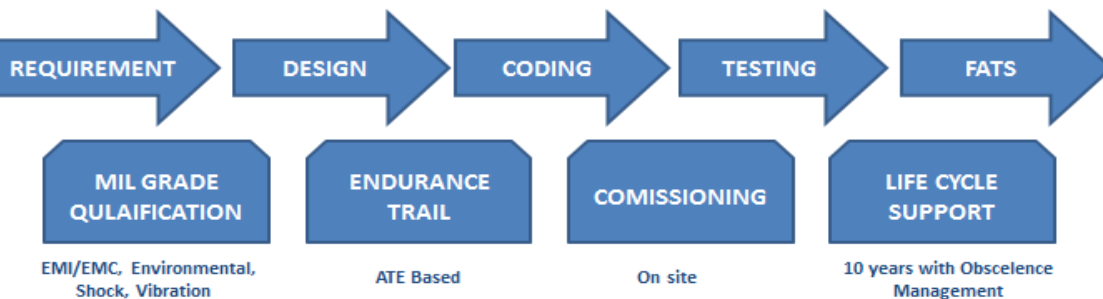 REQUIREMENT
DESIGN
CODING
TESTING
FATS
MIL GRADE
QULAIFICATION
ENDURANCE
TRAIL
COMISSIONING
LIFE CYCLE
SUPPORT
EMI/EMC, Environmental,
Shock, Vibration
ATE Based
On site
10 years with Obscelence
Management